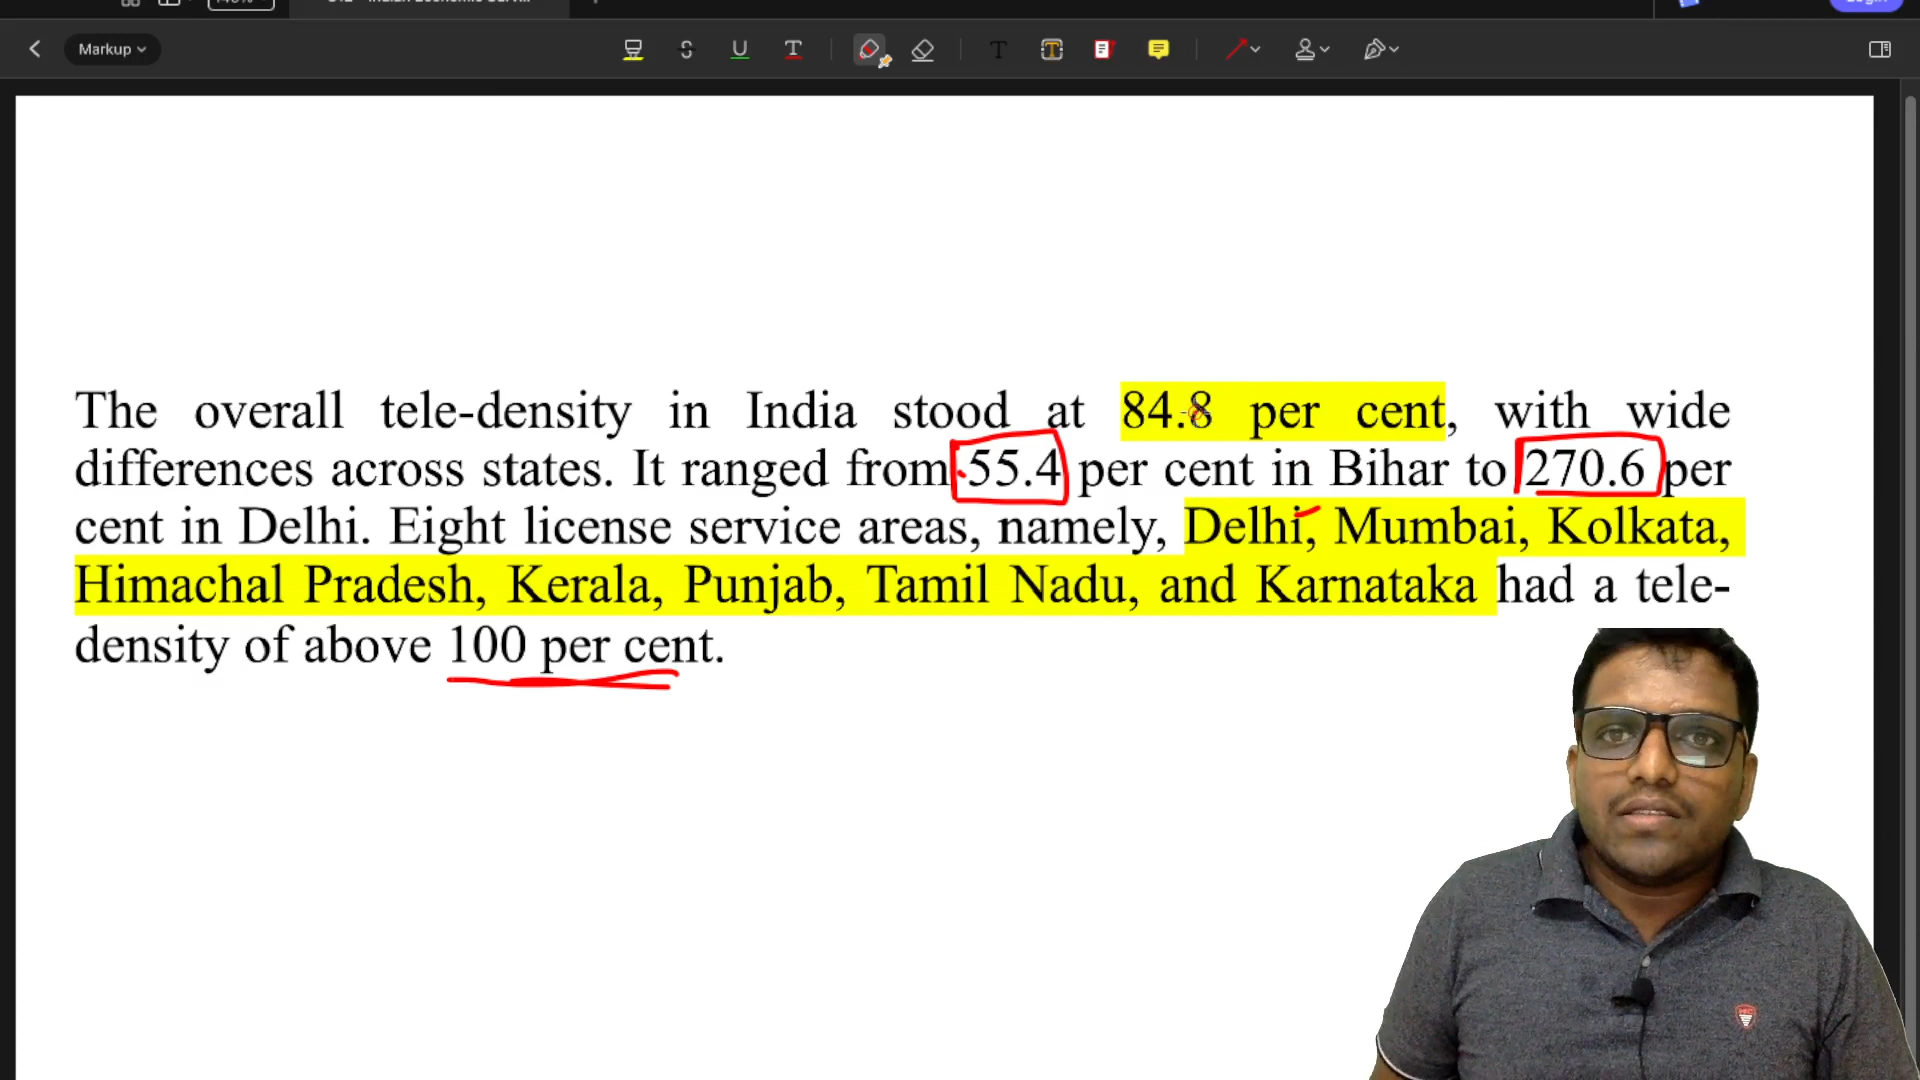 Markup
The overall tele-density in India stood at 84.8 per cent, with wide
differences across states. It ranged from 55.4 per cent in Bihar to 270.6 per
cent in Delhi. Eight license service areas, namely, Delhi, Mumbai, Kolkata,
Himachal Pradesh, Kerala, Punjab, Tamil Nadu, and Karnataka had a tele-
density of above 100 per cent.